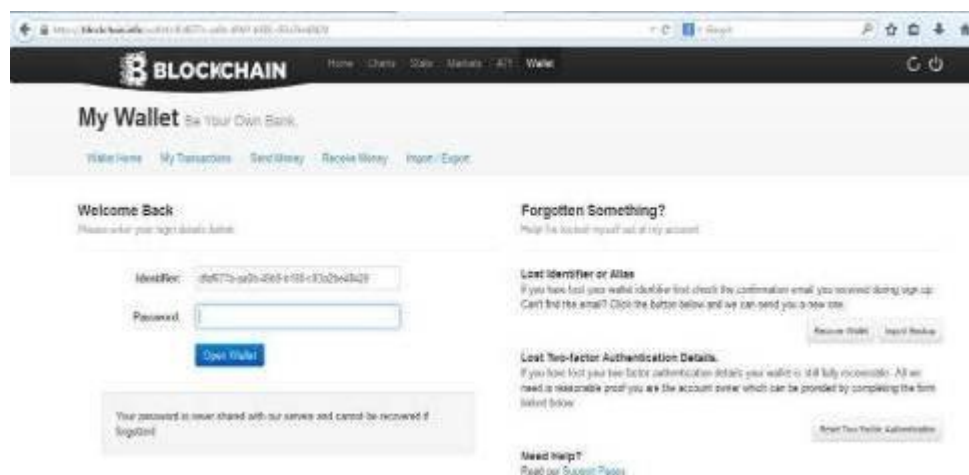 BLOCKCHAIN
Home Charts Stats Markets API Wallet
My Wallet Be Your Own Bank.
Wallet Home My Transactions Send Money Receive Money Import / Export
Welcome Back
Please enter your login details below
Identifier:
Password:
Open Wallet
Your password is never shared with our servers and cannot be recovered if
forgotten!
Forgotten Something?
Help! I've locked myself out of my account
Lost Identifier or Alias
If you have lost your wallet identifier first check the confirmation email you received during sign up.
Can't find the email? Click the button below and we can send you a new one.
Recover Wallet Import Backup
Lost Two-factor Authentication Details.
If you have lost your two factor authentication details your wallet is still fully recoverable. All we
need is reasonable proof you are the account owner which can be provided by completing the form
linked below
Reset Two Factor Authentication
Need Help?
Read our Support Pages